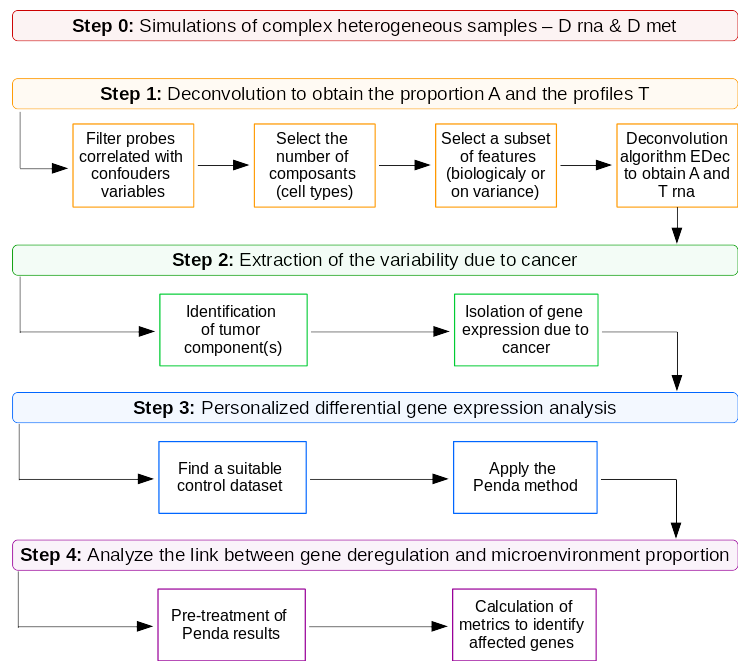 Step 0: Simulations of complex heterogeneous samples – D rna & D met
Step 1: Deconvolution to obtain the proportion A and the profiles T
Filter probes
correlated with
confouders
variables
Select the
number of
composants
(cell types)
Select a subset
of features
(biologicaly or
on variance)
Deconvolution
algorithm EDec
to obtain A and
T rna
Step 2: Extraction of the variability due to cancer
Identification
of tumor
component(s)
Isolation of gene
expression due to
cancer
Step 3: Personalized differential gene expression analysis
Find a suitable
control dataset
Apply the
Penda method
Step 4: Analyze the link between gene deregulation and microenvironment proportion
Pre-treatment of
Penda results
Calculation of
metrics to identify
affected genes